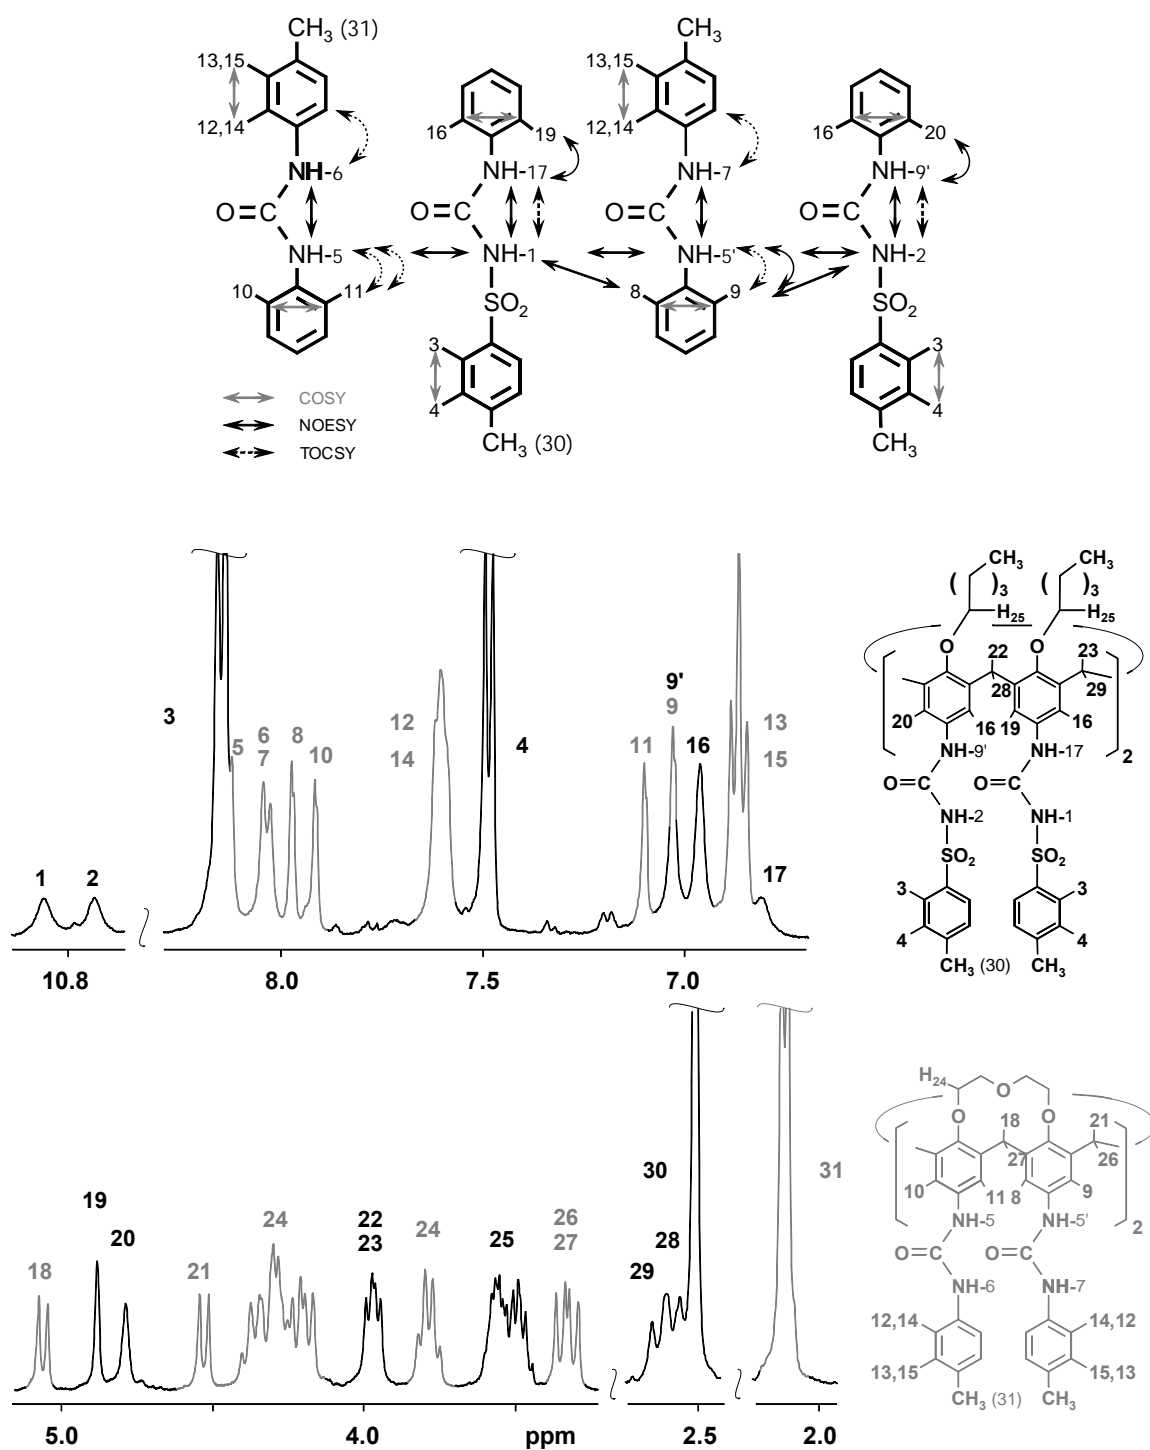 CH3 (31)
CH3
13,15
13,15
12,14
16
19
12,14
16
20
NH-6
NH-17
NH-7
NH-9'
O=C
O=C
O=C
O=C
NH-5
NH-1
NH-5'
NH-2
10
11
SO2
8
9
SO2
3
3
4
4
COSY
NOESY
TOCSY
CH3 (30)
CH3
1
2
3
5
6
7
8
10
12
14
4
11
9'
9
16
13
15
17
10.8
8.0
7.5
7.0
CH3
CH3
( )3
( )3
H25
H25
O
22
O
23
28
29
20
16
19
16
NH-9'
NH-17
2
O=C
O=C
NH-2
NH-1
SO2
SO2
3
3
4
4
CH3 (30)
CH3
18
19
20
21
24
22
23
24
25
26
27
29
28
30
31
5.0
4.0
ppm
2.5
2.0
H24
O
O
18
O
21
27
26
10
11
8
9
NH-5
NH-5'
2
O=C
O=C
NH-6
NH-7
12,14
14,12
13,15
15,13
CH3 (31)
CH3